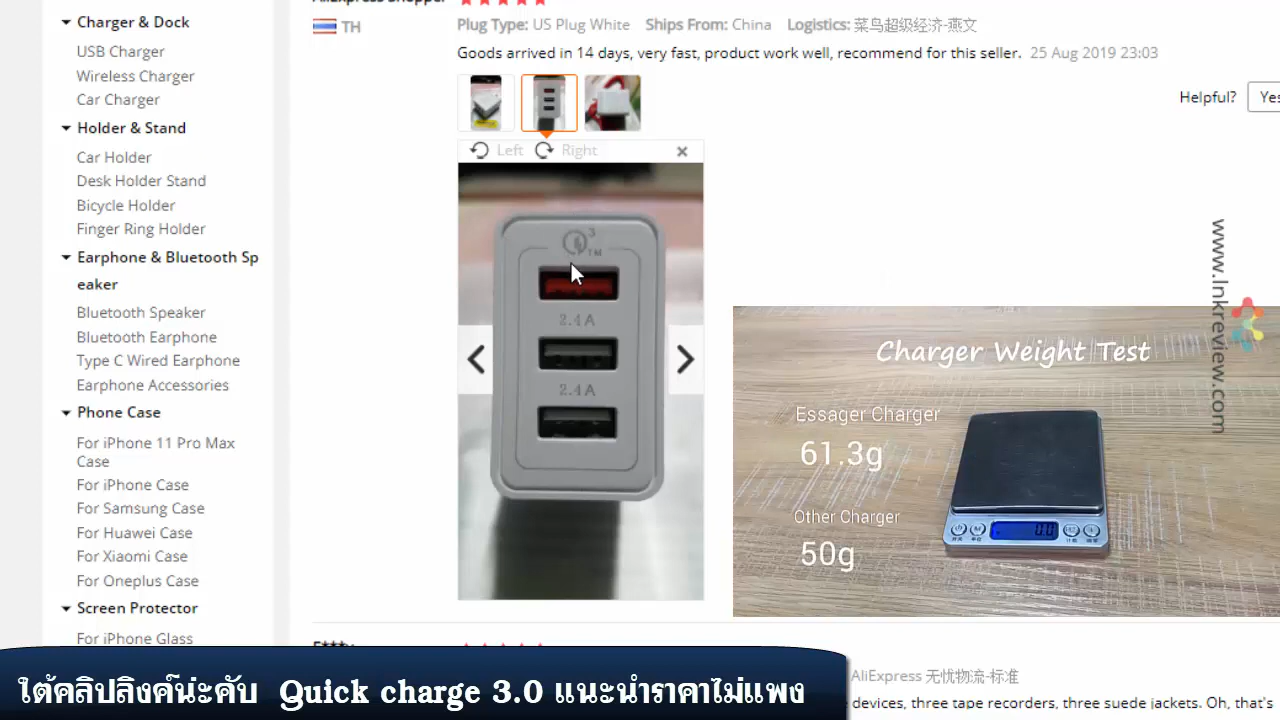 Charger & Dock
USB Charger
Wireless Charger
Car Charger
Holder & Stand
Car Holder
Desk Holder Stand
Bicycle Holder
Finger Ring Holder
Earphone & Bluetooth Sp
eaker
Bluetooth Speaker
Bluetooth Earphone
Type C Wired Earphone
Earphone Accessories
Phone Case
For iPhone 11 Pro Max
Case
For iPhone Case
For Samsung Case
For Huawei Case
For Xiaomi Case
For Oneplus Case
Screen Protector
For iPhone Glass
AliExpress Shopper
TH
Plug Type: US Plug White Ships From: China Logistics: 菜鸟超级经济-燕文
Goods arrived in 14 days, very fast, product work well, recommend for this seller. 25 Aug 2019 23:03
Helpful? Yes
Left Right
3
TM
2.4A
2.4A
Charger Weight Test
Essager Charger
61.3g
Other Charger
50g
0.0
www.Inkreview.com
AliExpress 无忧物流-标准
devices, three tape recorders, three suede jackets. Oh, that's
ใต้คลิปลิงค์น่ะคับ Quick charge 3.0 แนะนำราคาไม่แพง